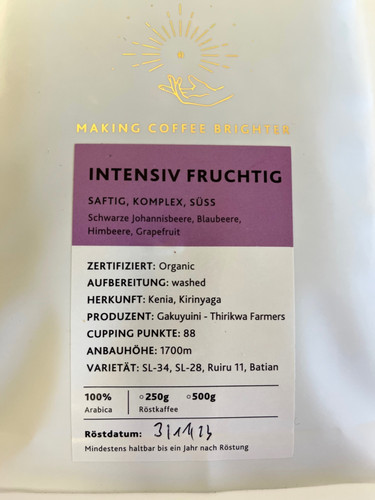 MAKING COFFEE BRIGHTER
INTENSIV FRUCHTIG
SAFTIG, KOMPLEX, SÜSS
Schwarze Johannisbeere, Blaubeere,
Himbeere, Grapefruit
ZERTIFIZIERT: Organic
AUFBEREITUNG: washed
HERKUNFT: Kenia, Kirinyaga
PRODUZENT: Gakuyuini - Thirikwa Farmers
CUPPING PUNKTE: 88
ANBAUHÖHE: 1700m
VARIETÄT: SL-34, SL-28, Ruiru 11, Batian
100% ○250g ○500g
Arabica Röstkaffee
Röstdatum:
Mindestens haltbar bis ein Jahr nach Röstung